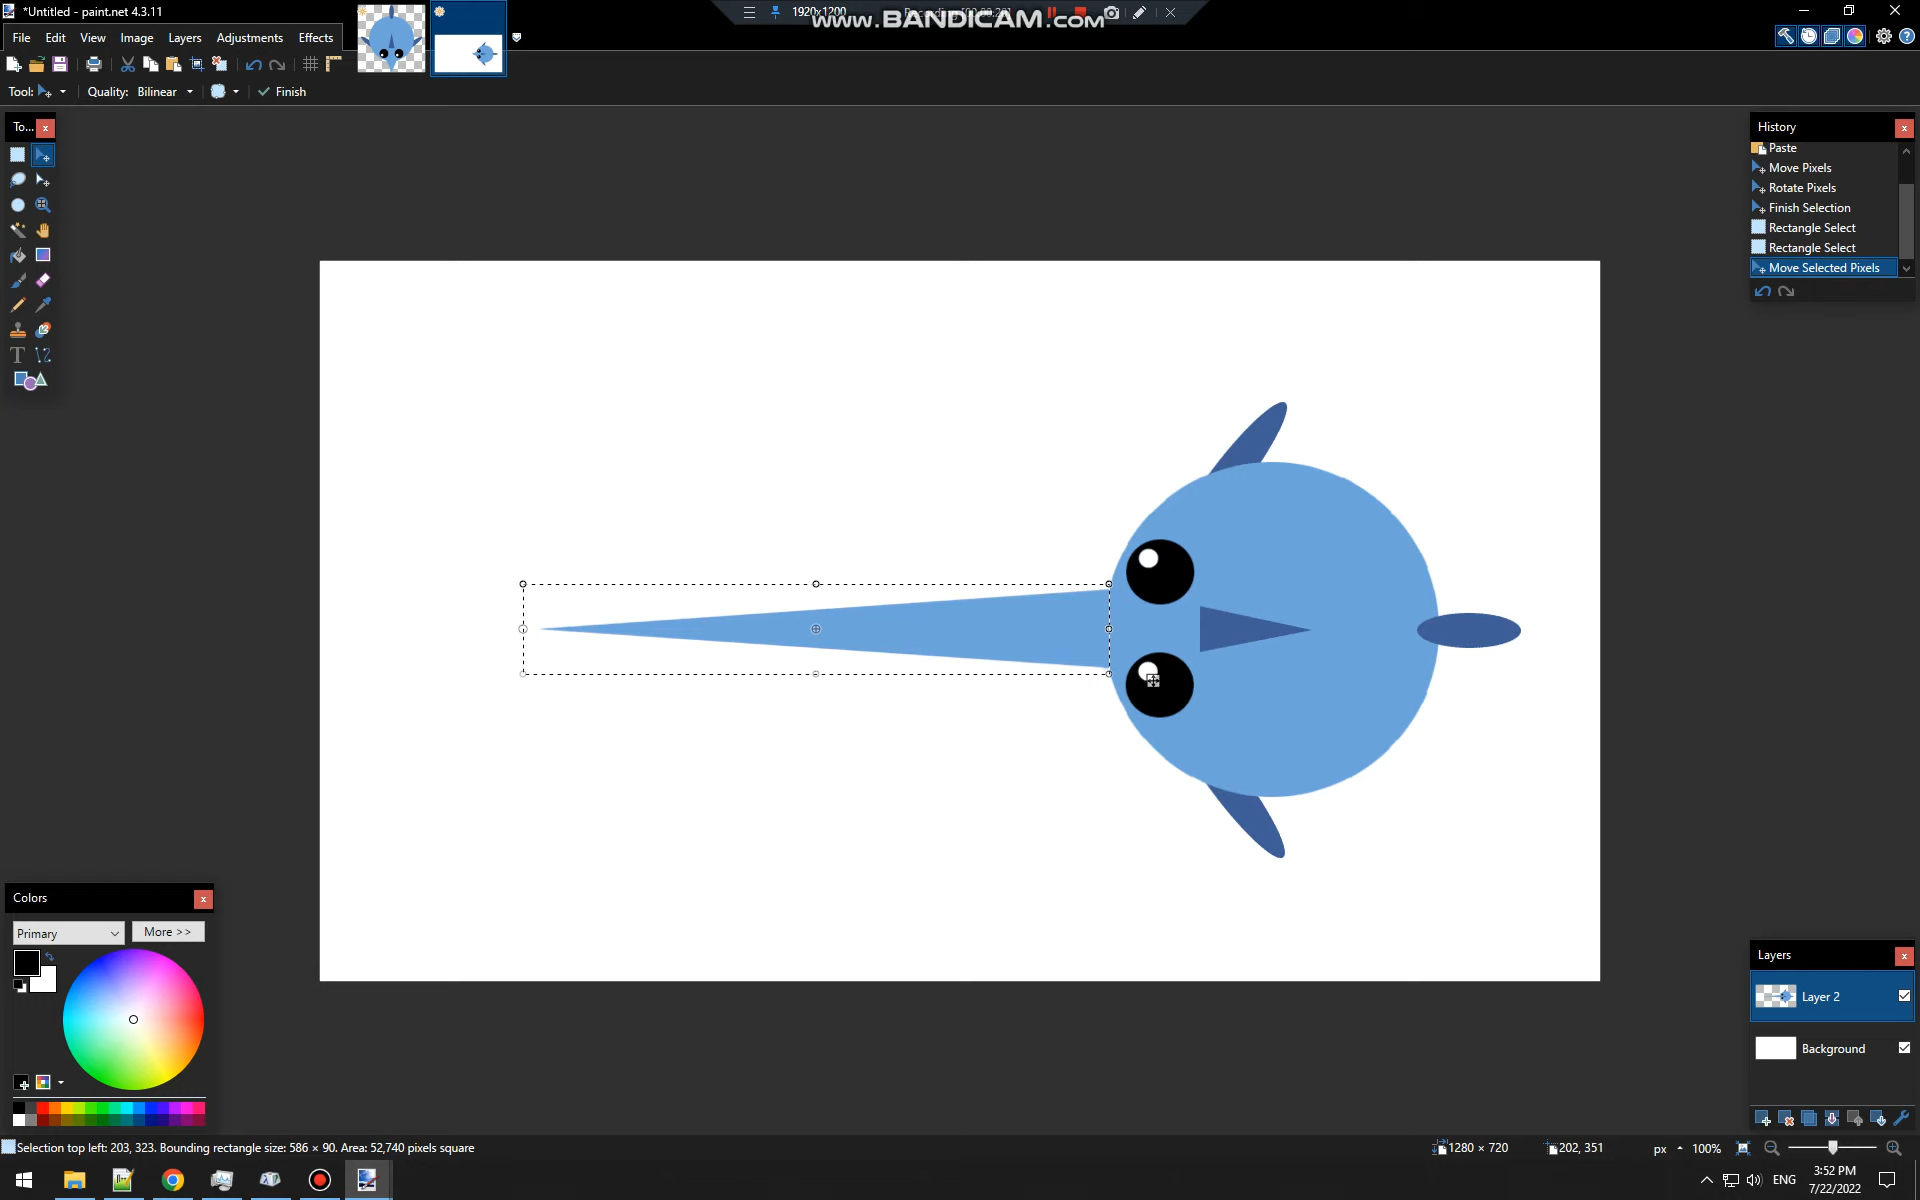 *Untitled - paint.net 4.3.11
1920x1200
www.BANDICAM.com
File Edit View Image Layers Adjustments Effects
Tool: Quality: Bilinear Finish
To...
History
Paste
Move Pixels
Rotate Pixels
Finish Selection
Rectangle Select
Rectangle Select
Move Selected Pixels
Colors
Primary More >>
Layers
Layer 2
Background
Selection top left: 203, 323. Bounding rectangle size: 586 × 90. Area: 52,740 pixels square
1280 × 720 202, 351 px 100%
ENG 3:52 PM
7/22/2022